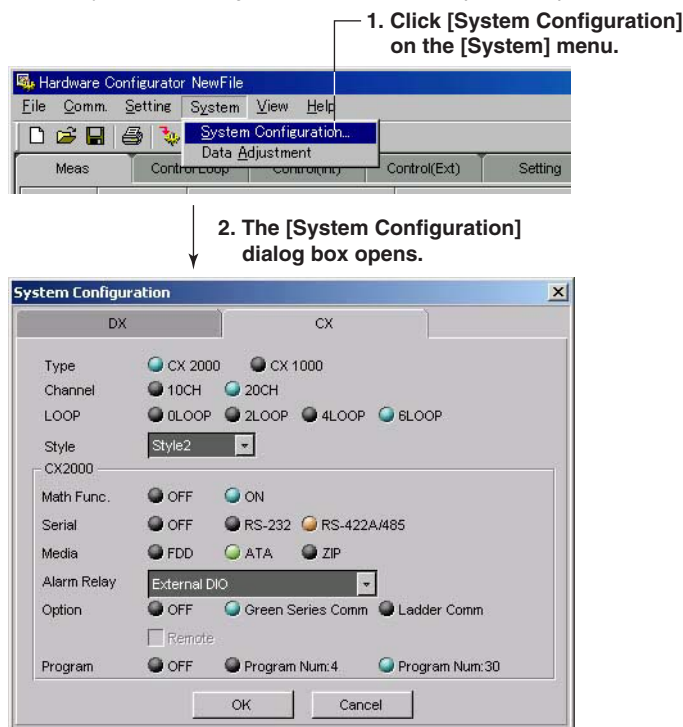 1. Click [System Configuration]
on the [System] menu.
Hardware Configurator NewFile
File Comm. Setting System View Help
System Configuration...
Data Adjustment
Meas Control Loop Control(Int) Control(Ext) Setting
2. The [System Configuration]
dialog box opens.
System Configuration
DX CX
Type CX 2000 CX 1000
Channel 10CH 20CH
LOOP 0LOOP 2LOOP 4LOOP 6LOOP
Style Style2
CX2000
Math Func. OFF ON
Serial OFF RS-232 RS-422A/485
Media FDD ATA ZIP
Alarm Relay External DIO
Option OFF Green Series Comm Ladder Comm
Remote
Program OFF Program Num:4 Program Num:30
OK Cancel